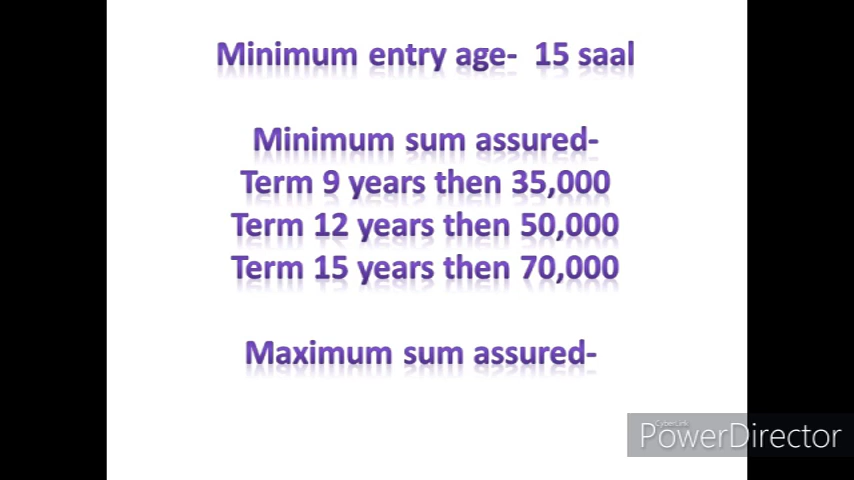 Minimum entry age- 15 saal
Minimum sum assured-
Term 9 years then 35,000
Term 12 years then 50,000
Term 15 years then 70,000
Maximum sum assured-
CyberLink
PowerDirector